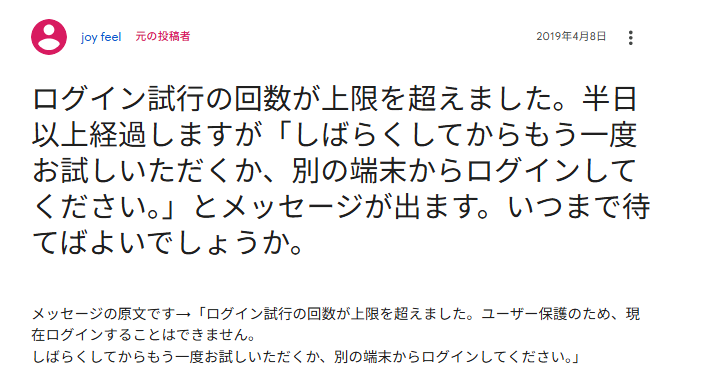 joy feel 元の投稿者 2019年4月8日
ログイン試行の回数が上限を超えました。半日
以上経過しますが「しばらくしてからもう一度
お試しいただくか、別の端末からログインして
ください。」とメッセージが出ます。いつまで待
てばよいでしょうか。
メッセージの原文です→「ログイン試行の回数が上限を超えました。ユーザー保護のため、現
在ログインすることはできません。
しばらくしてからもう一度お試しいただくか、別の端末からログインしてください。」